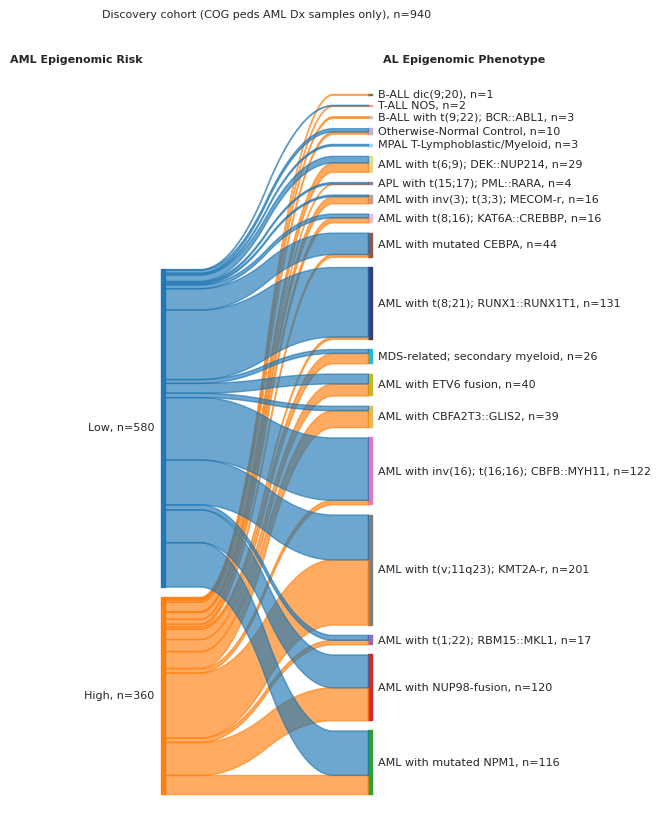 Discovery cohort (COG peds AML Dx samples only), n=940
AML Epigenomic Risk
AL Epigenomic Phenotype
B-ALL dic(9;20), n=1
T-ALL NOS, n=2
B-ALL with t(9;22); BCR::ABL1, n=3
Otherwise-Normal Control, n=10
MPAL T-Lymphoblastic/Myeloid, n=3
AML with t(6;9); DEK::NUP214, n=29
APL with t(15;17); PML::RARA, n=4
AML with inv(3); t(3;3); MECOM-r, n=16
AML with t(8;16); KAT6A::CREBBP, n=16
AML with mutated CEBPA, n=44
AML with t(8;21); RUNX1::RUNX1T1, n=131
MDS-related; secondary myeloid, n=26
AML with ETV6 fusion, n=40
AML with CBFA2T3::GLIS2, n=39
Low, n=580
AML with inv(16); t(16;16); CBFB::MYH11, n=122
AML with t(v;11q23); KMT2A-r, n=201
AML with t(1;22); RBM15::MKL1, n=17
AML with NUP98-fusion, n=120
High, n=360
AML with mutated NPM1, n=116